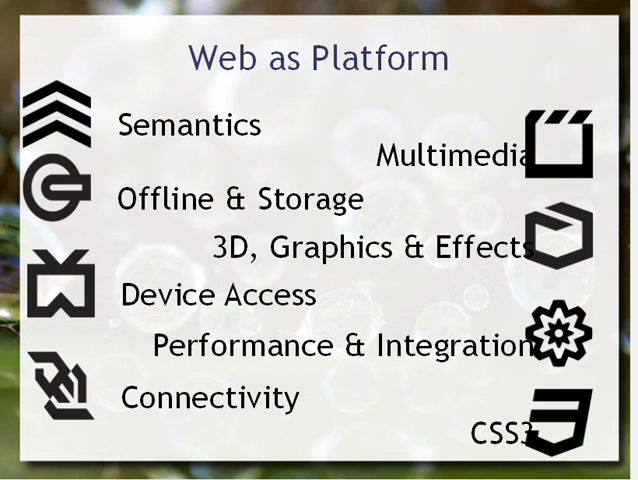 Web as Platform
Semantics
Multimedia
Offline & Storage
3D, Graphics & Effects
Device Access
Performance & Integration
Connectivity
CSS3